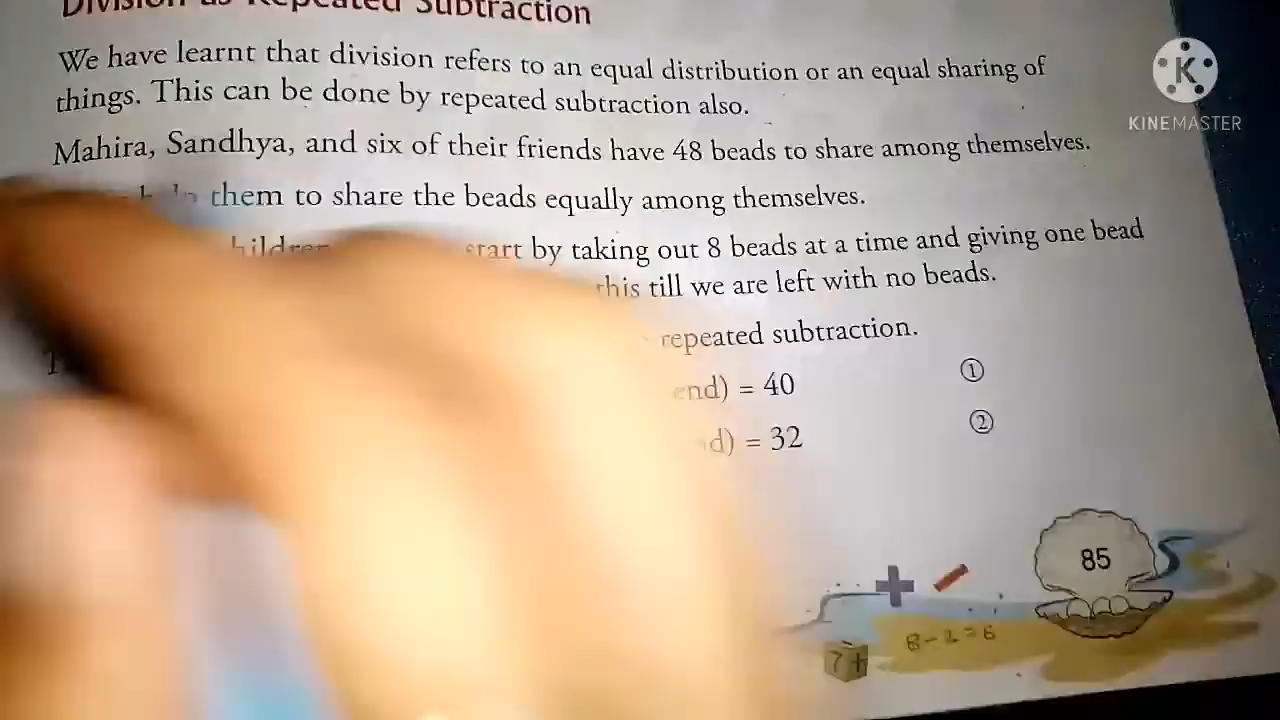 Division as Repeated Subtraction
We have learnt that division refers to an equal distribution or an equal sharing of
things. This can be done by repeated subtraction also.
Mahira, Sandhya, and six of their friends have 48 beads to share among themselves.
them to share the beads equally among themselves.
start by taking out 8 beads at a time and giving one bead
this till we are left with no beads.
repeated subtraction.
end) = 40 ①
d) = 32 ②
85
8-2=6
7+
K
KINEMASTER